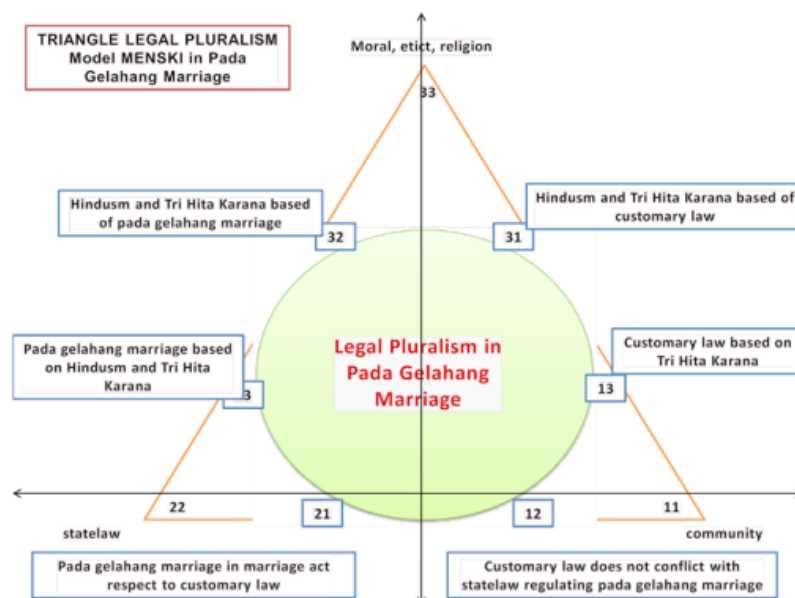 TRIANGLE LEGAL PLURALISM
Model MENSKI in Pada
Gelahang Marriage
Moral, etict, religion
33
Hindusm and Tri Hita Karana based
of pada gelahang marriage
Hindusm and Tri Hita Karana based of
customary law
32
31
Legal Pluralism in
Pada Gelahang
Marriage
Pada gelahang marriage based
on Hindusm and Tri Hita
Karana
Customary law based on
Tri Hita Karana
3
13
22
21
12
11
statelaw
community
Pada gelahang marriage in marriage act
respect to customary law
Customary law does not conflict with
statelaw regulating pada gelahang marriage